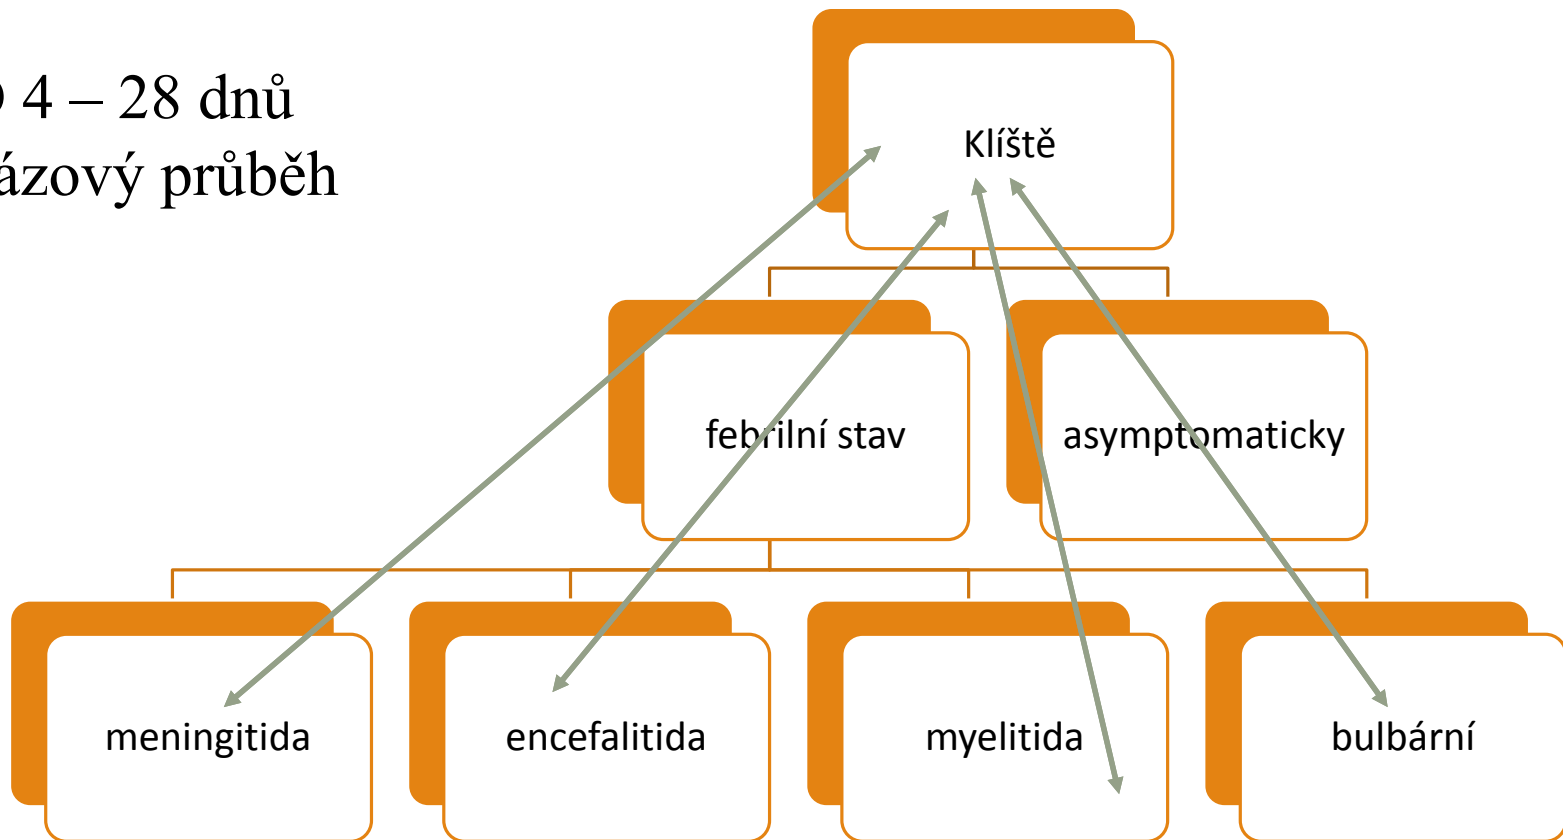 4 – 28 dnů
ázový průběh
Klíště
febrilní stav
asymptomaticky
meningitida
encefalitida
myelitida
bulbární